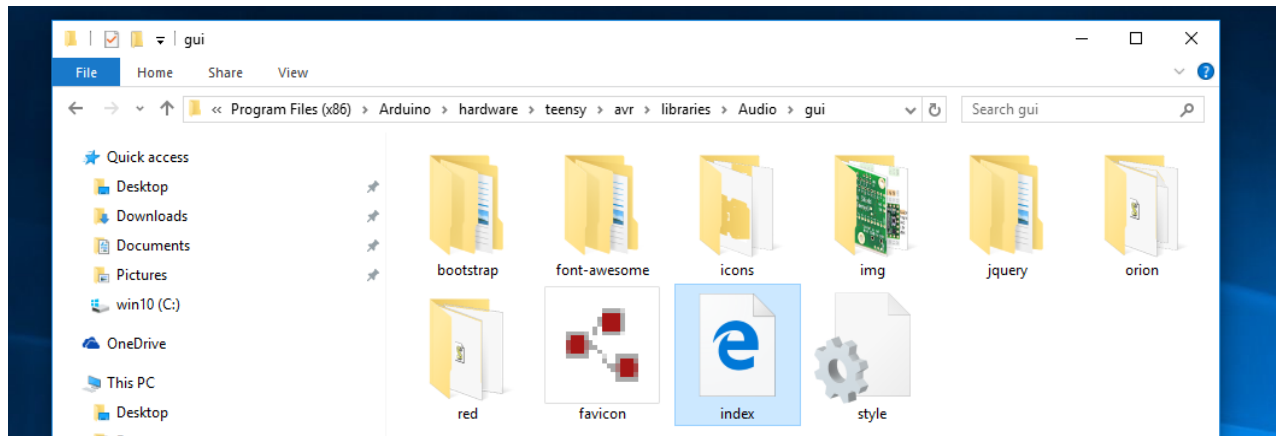 gui
File Home Share View
« Program Files (x86) > Arduino > hardware > teensy > avr > libraries > Audio > gui
Search gui
Quick access
Desktop
Downloads
Documents
Pictures
win10 (C:)
OneDrive
This PC
Desktop
bootstrap font-awesome icons img jquery orion
red favicon index style